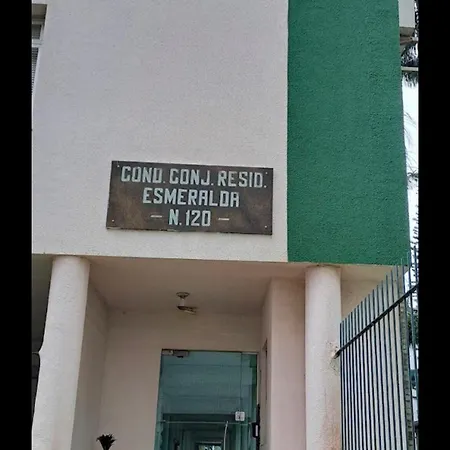 COND. CONJ. RESID.
ESMERALDA
- N. 120 -